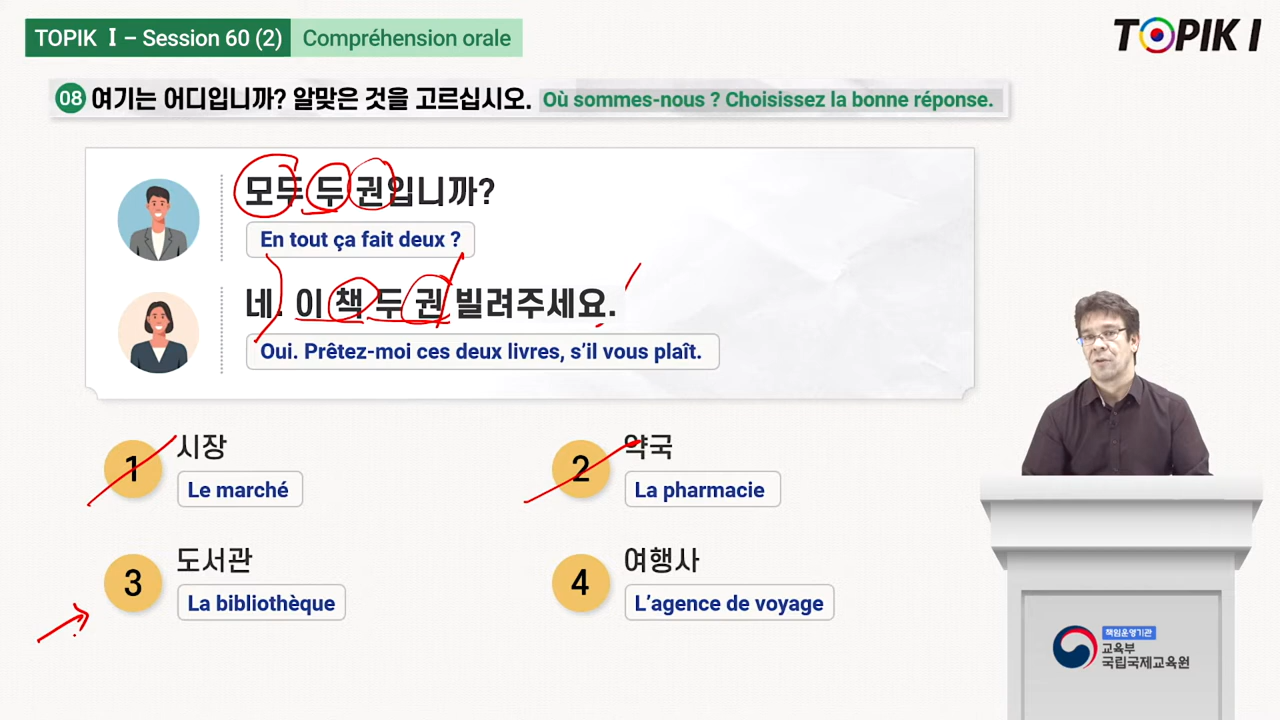 TOPIK Ⅰ – Session 60 (2) Compréhension orale
TOPIK I
08 여기는 어디입니까? 알맞은 것을 고르십시오. Où sommes-nous ? Choisissez la bonne réponse.
모두 두 권입니까?
En tout ça fait deux ?
네. 이 책 두 권 빌려주세요.
Oui. Prêtez-moi ces deux livres, s’il vous plaît.
1 시장
Le marché
2 약국
La pharmacie
3 도서관
La bibliothèque
4 여행사
L’agence de voyage
책임운영기관
교육부
국립국제교육원